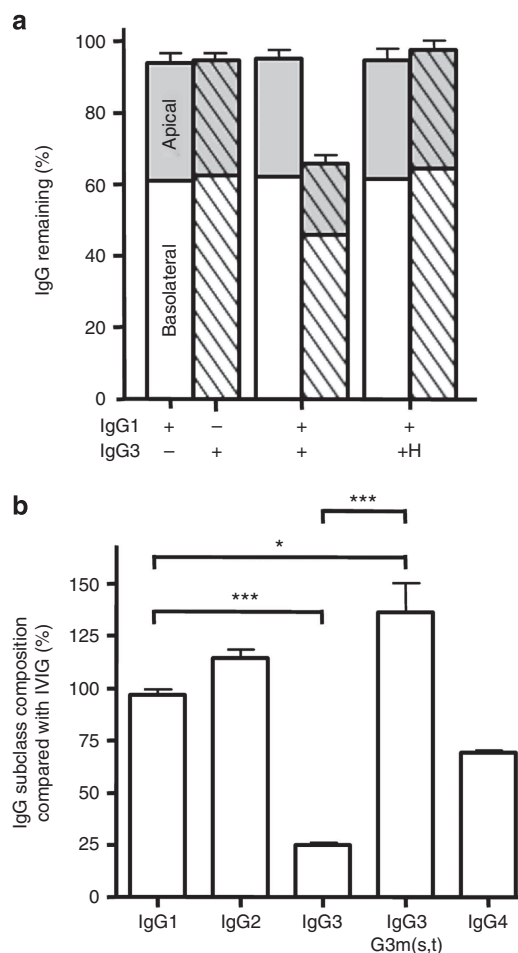 a
100
80
60
40
20
0
IgG remaining (%)
Apical
Basolateral
IgG1 + – + +
IgG3 – + + +H
b
***
*
***
150
125
100
75
50
25
0
IgG subclass composition
compared with IVIG (%)
IgG1 IgG2 IgG3 IgG3 IgG4
G3m(s,t)